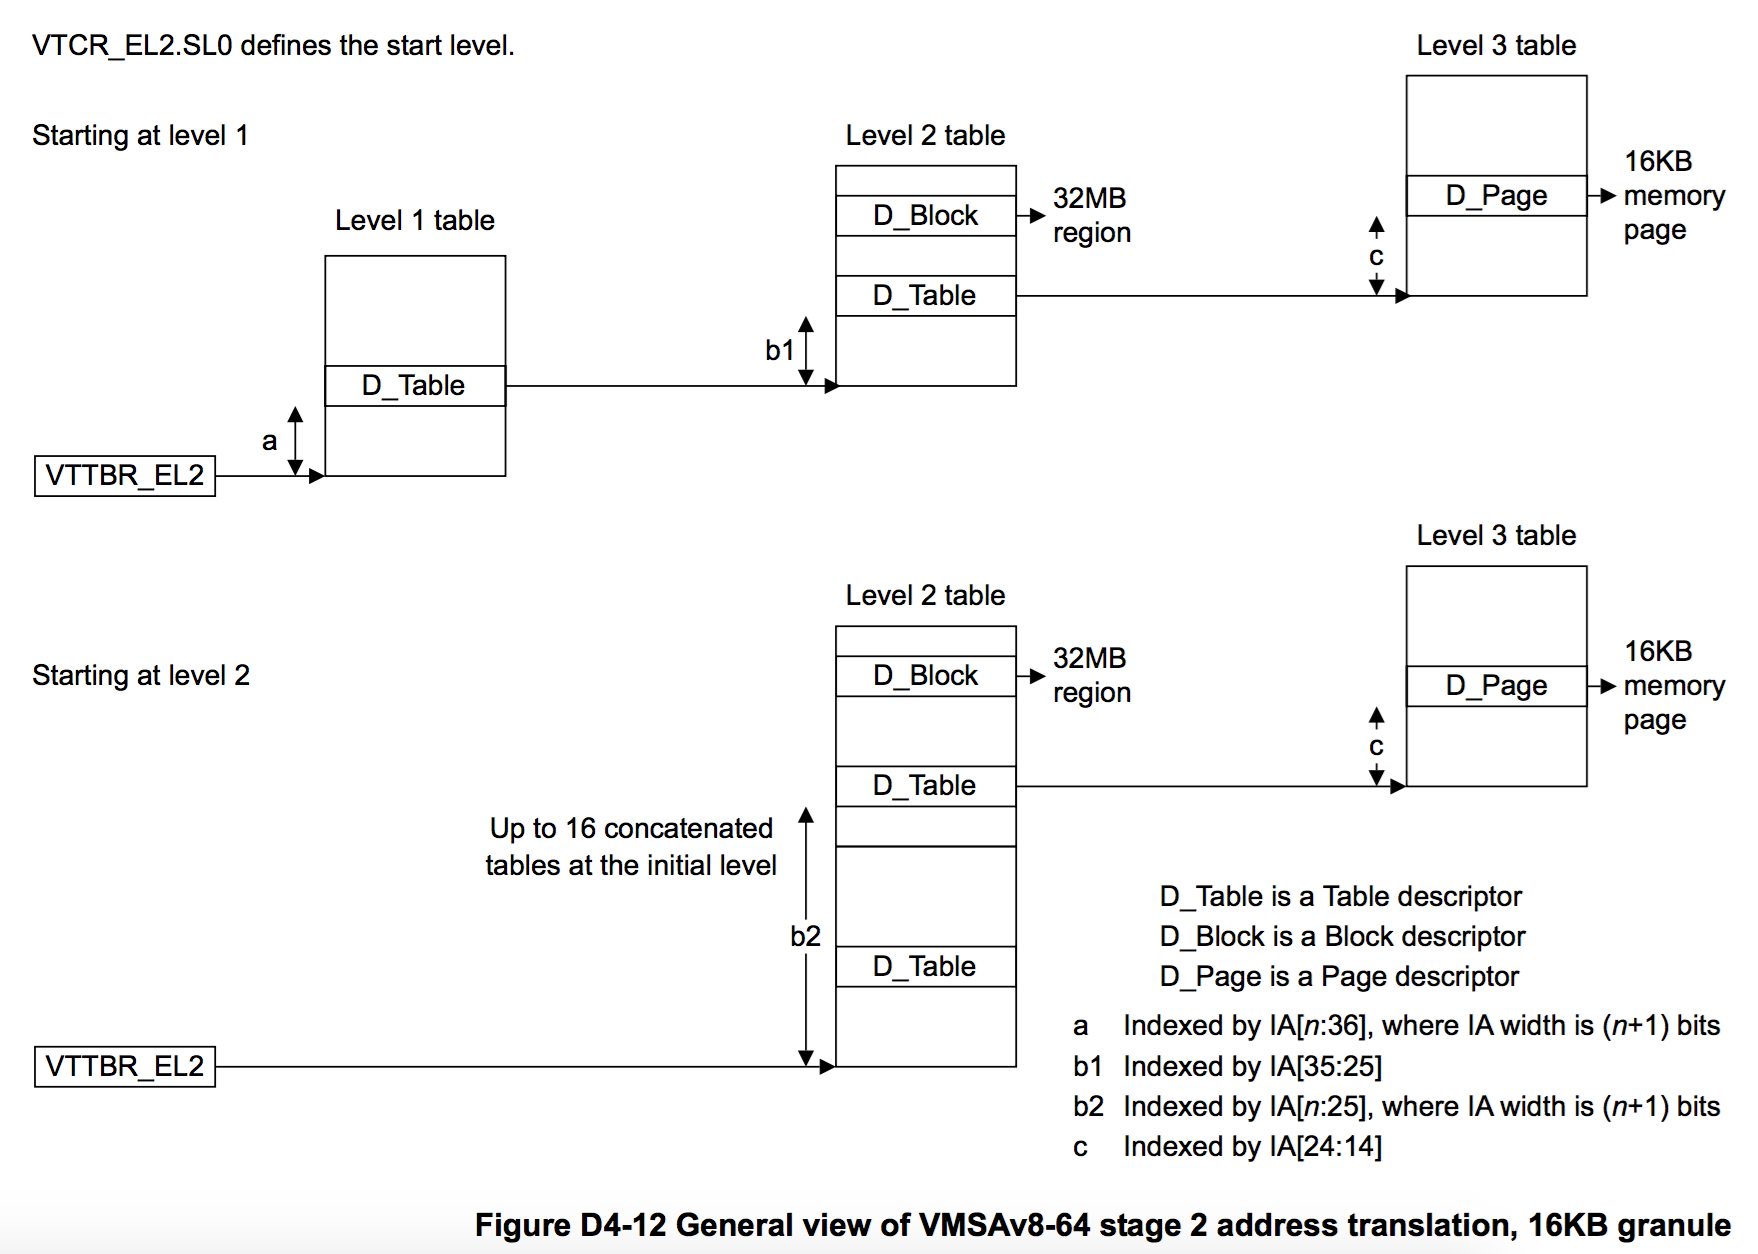 VTCR_EL2.SL0 defines the start level.
Level 3 table
Starting at level 1
Level 2 table
16KB
memory
page
D_Page
32MB
region
D_Block
Level 1 table
c
D_Table
b1
D_Table
a
VTTBR_EL2
Level 3 table
Level 2 table
16KB
memory
page
32MB
region
Starting at level 2
D_Block
D_Page
c
D_Table
Up to 16 concatenated
tables at the initial level
b2
D_Table
VTTBR_EL2
D_Table is a Table descriptor
D_Block is a Block descriptor
D_Page is a Page descriptor
a Indexed by IA[n:36], where IA width is (n+1) bits
b1 Indexed by IA[35:25]
b2 Indexed by IA[n:25], where IA width is (n+1) bits
c Indexed by IA[24:14]
Figure D4-12 General view of VMSAv8-64 stage 2 address translation, 16KB granule